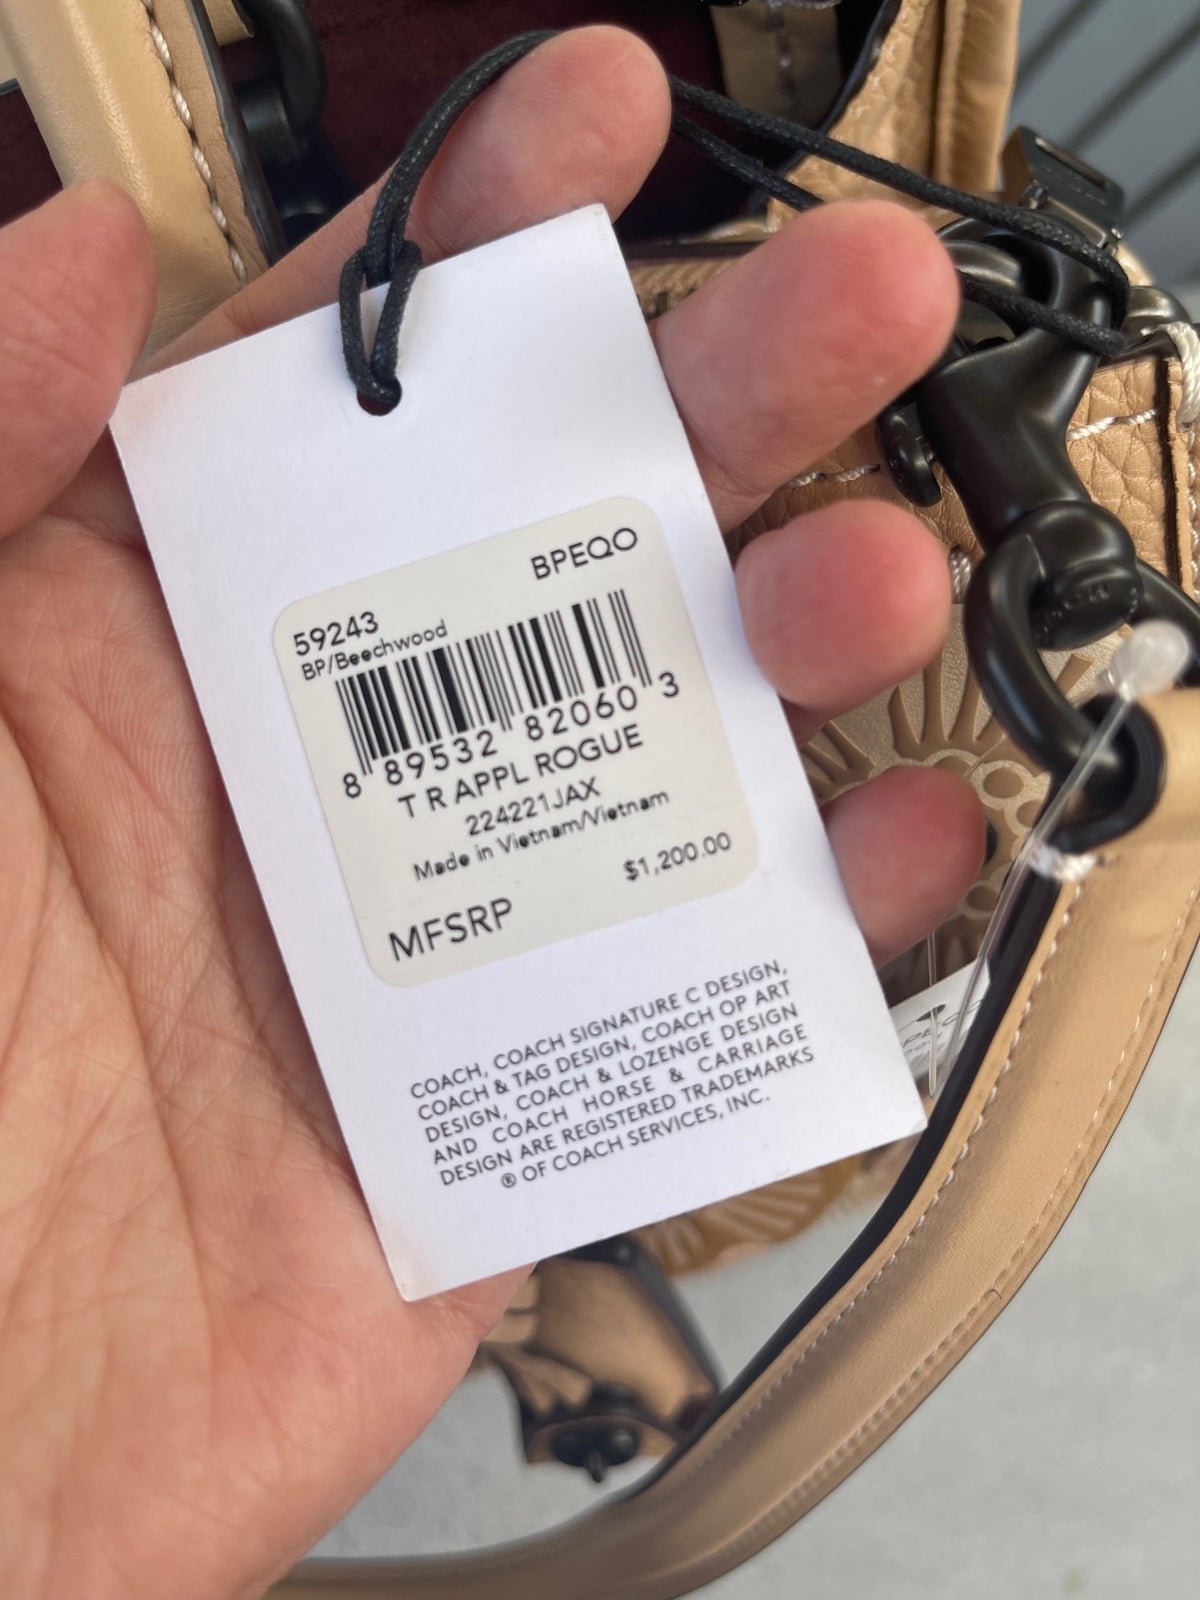 BPEQO
59243
BP/Beechwood
8 89532 82060 3
T R APPL ROGUE
224221JAX
Made in Vietnam/Vietnam
$1,200.00
MFSRP
COACH, COACH SIGNATURE C DESIGN,
COACH & TAG DESIGN, COACH OP ART
DESIGN, COACH & LOZENGE DESIGN
AND COACH HORSE & CARRIAGE
DESIGN ARE REGISTERED TRADEMARKS
® OF COACH SERVICES, INC.